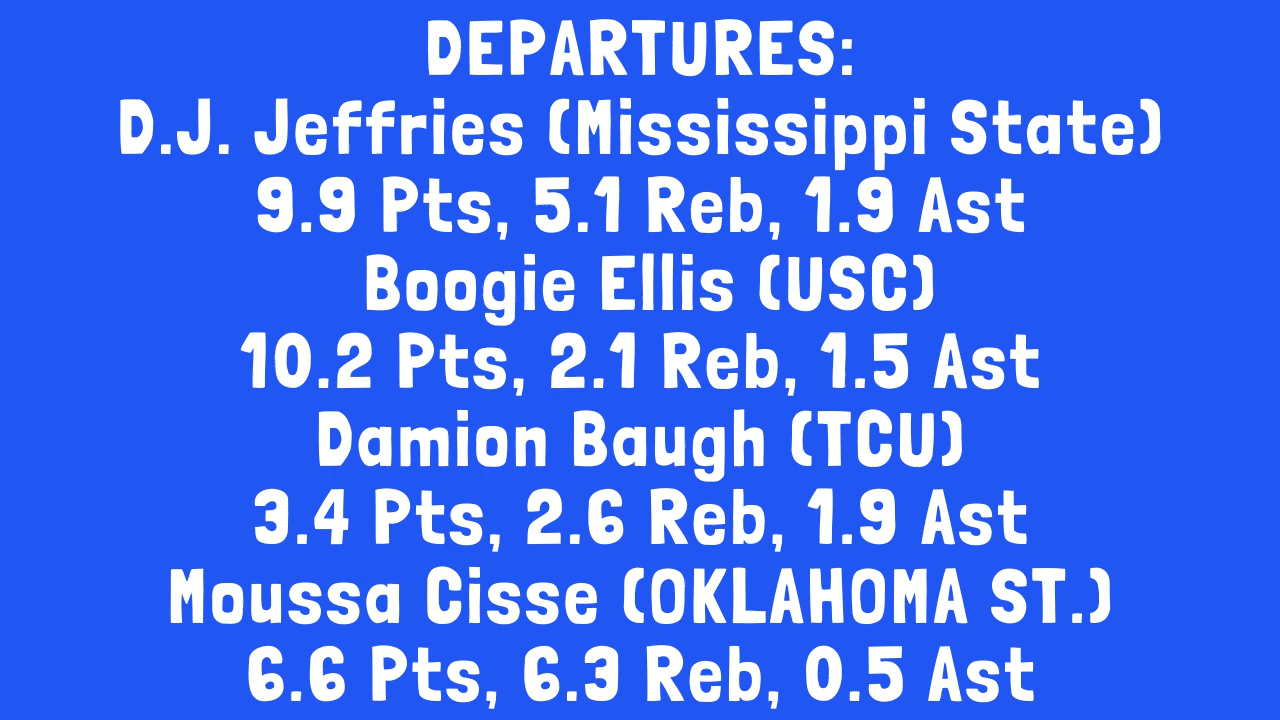 DEPARTURES:
D.J. Jeffries (Mississippi State)
9.9 Pts, 5.1 Reb, 1.9 Ast
Boogie Ellis (USC)
10.2 Pts, 2.1 Reb, 1.5 Ast
Damion Baugh (TCU)
3.4 Pts, 2.6 Reb, 1.9 Ast
Moussa Cisse (OKLAHOMA ST.)
6.6 Pts, 6.3 Reb, 0.5 Ast